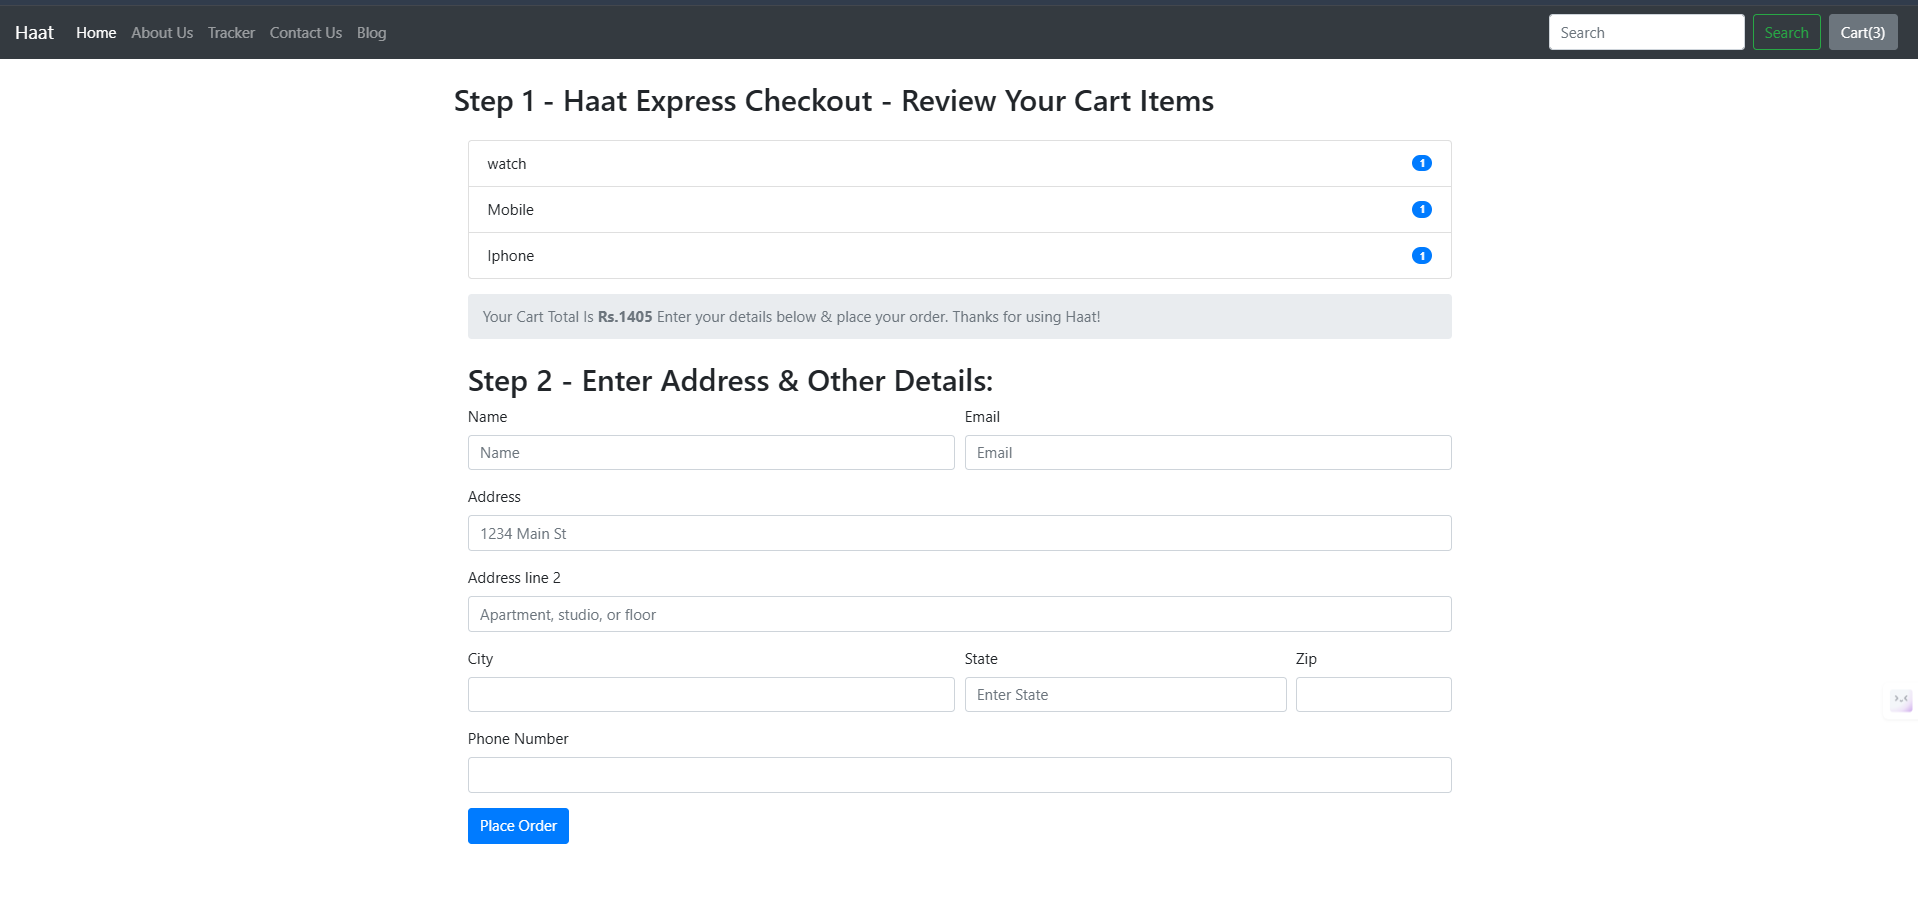 Haat Home About Us Tracker Contact Us Blog Search Search Cart(3)
Step 1 - Haat Express Checkout - Review Your Cart Items
watch 1
Mobile 1
Iphone 1
Your Cart Total Is Rs.1405 Enter your details below & place your order. Thanks for using Haat!
Step 2 - Enter Address & Other Details:
Name Email
Name Email
Address
1234 Main St
Address line 2
Apartment, studio, or floor
City State Zip
Enter State
Phone Number
Place Order